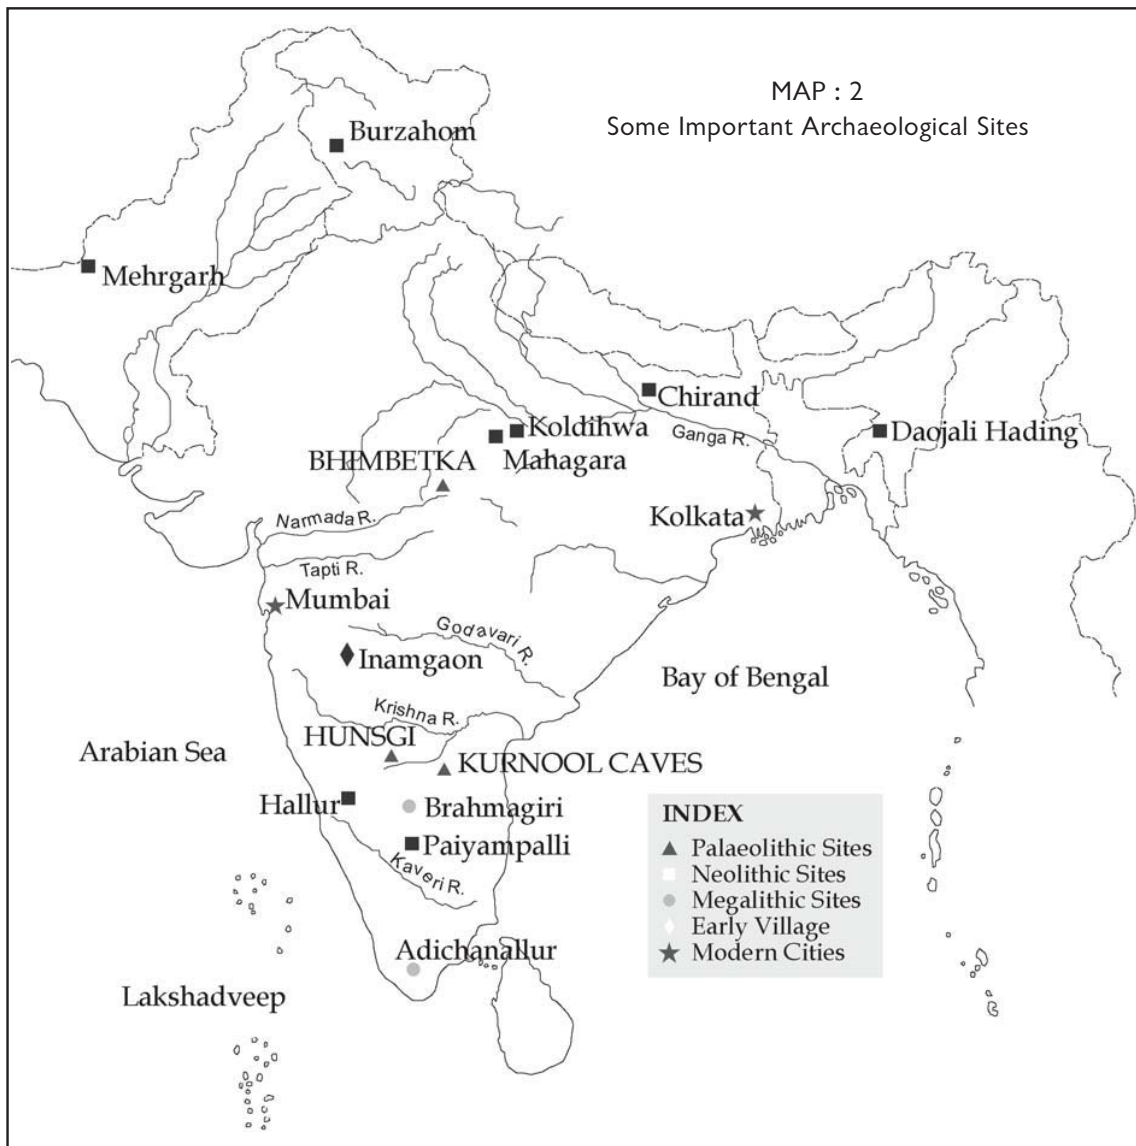 MAP : 2
Some Important Archaeological Sites
Burzahom
Mehrgarh
Chirand
Koldihwa
Ganga R.
Daojali Hading
Mahagara
BHIMBETKA
Narmada R.
Kolkata
Tapti R.
Mumbai
Godavari R.
Inamgaon
Bay of Bengal
Krishna R.
HUNSGI
Arabian Sea
KURNOOL CAVES
Hallur
Brahmagiri
Paiyampalli
Kaveri R.
Adichanallur
Lakshadveep
INDEX
Palaeolithic Sites
Neolithic Sites
Megalithic Sites
Early Village
Modern Cities